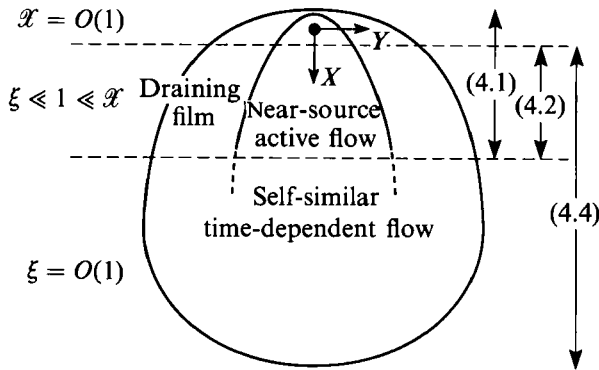 𝒳 = O(1)
Y
X
ξ ≪ 1 ≪ 𝒳
Draining
film
Near-source
active flow
(4.1)
(4.2)
Self-similar
time-dependent flow
(4.4)
ξ = O(1)